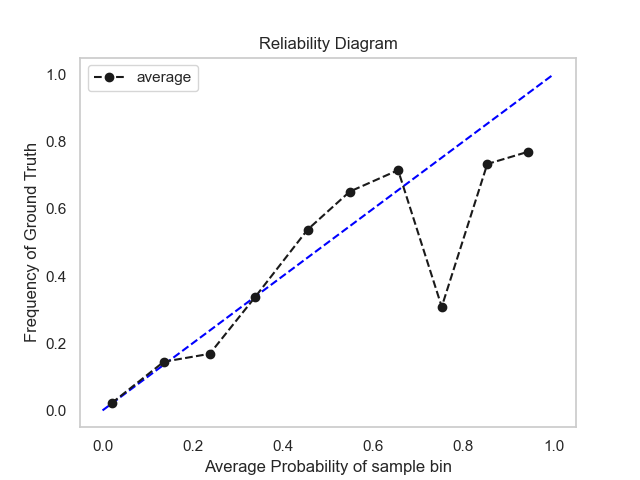 Reliability Diagram
average
1.0
0.8
0.6
0.4
0.2
0.0
Frequency of Ground Truth
0.0 0.2 0.4 0.6 0.8 1.0
Average Probability of sample bin